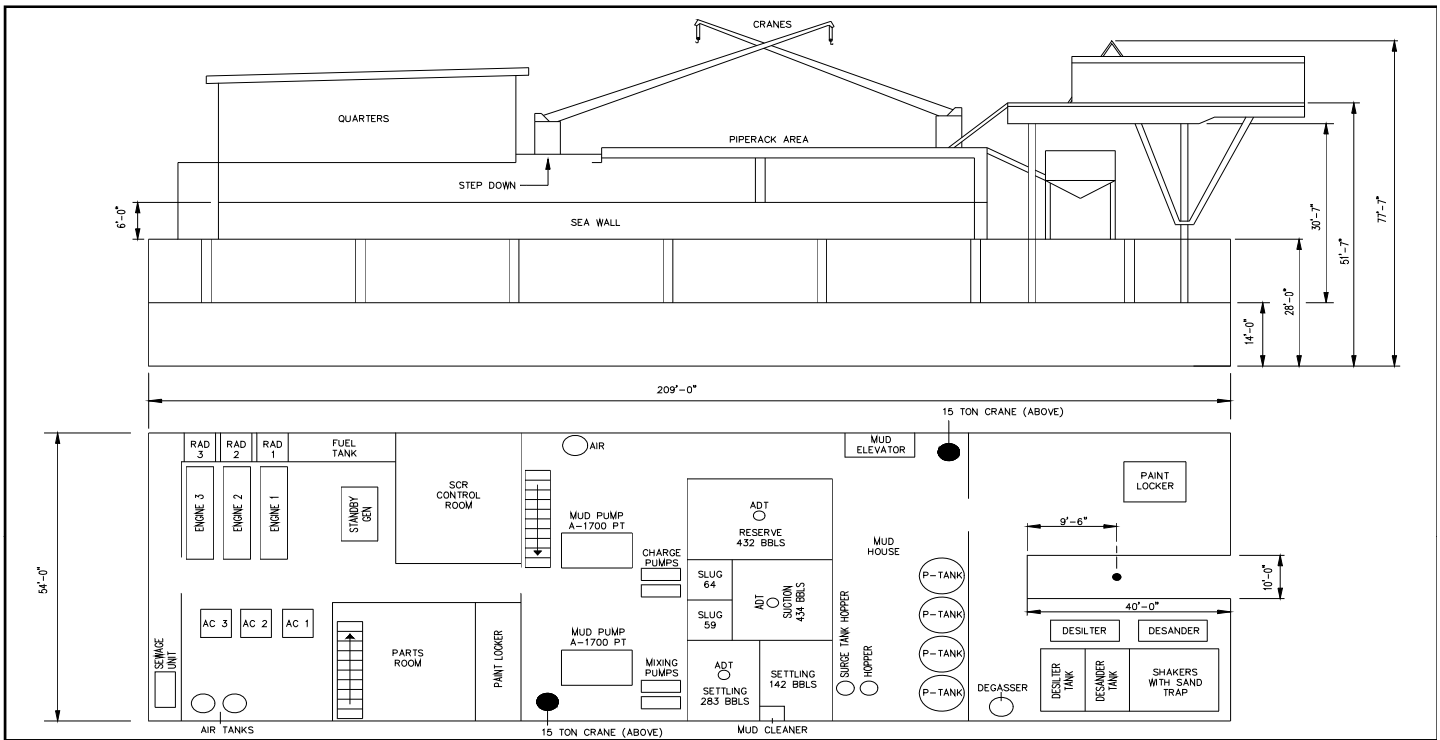 CRANES
QUARTERS
PIPERACK AREA
STEP DOWN
SEA WALL
6'-0"
14'-0"
28'-0"
30'-7"
51'-7"
77'-7"
209'-0"
15 TON CRANE (ABOVE)
54'-0"
RAD
3
RAD
2
RAD
1
FUEL
TANK
AIR
MUD
ELEVATOR
ENGINE 3
ENGINE 2
ENGINE 1
STANDBY
GEN
SCR
CONTROL
ROOM
MUD PUMP
A-1700 PT
CHARGE
PUMPS
ADT
RESERVE
432 BBLS
MUD
HOUSE
PAINT
LOCKER
9'-6"
10'-0"
40'-0"
SLUG
64
SLUG
59
ADT
SUCTION
434 BBLS
P-TANK
P-TANK
P-TANK
P-TANK
AC 3
AC 2
AC 1
SEWAGE
UNIT
PARTS
ROOM
PAINT LOCKER
MUD PUMP
A-1700 PT
MIXING
PUMPS
ADT
SETTLING
283 BBLS
SETTLING
142 BBLS
SURGE TANK HOPPER
HOPPER
DESILTER
DESANDER
DEGASSER
DESILTER
TANK
DESANDER
TANK
SHAKERS
WITH SAND
TRAP
AIR TANKS
15 TON CRANE (ABOVE)
MUD CLEANER